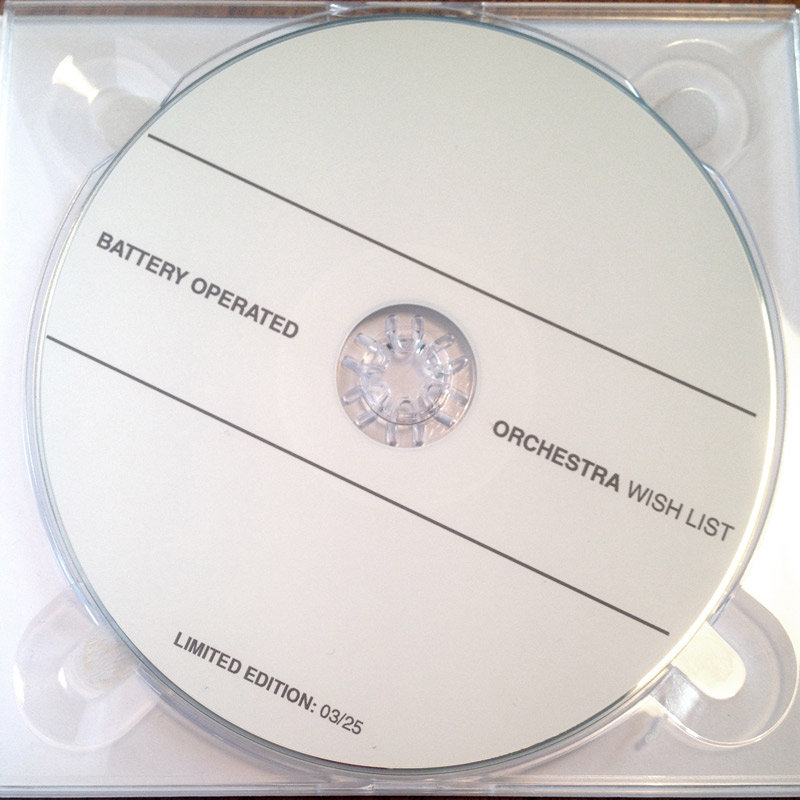 BATTERY OPERATED
ORCHESTRA WISH LIST
LIMITED EDITION: 03/25